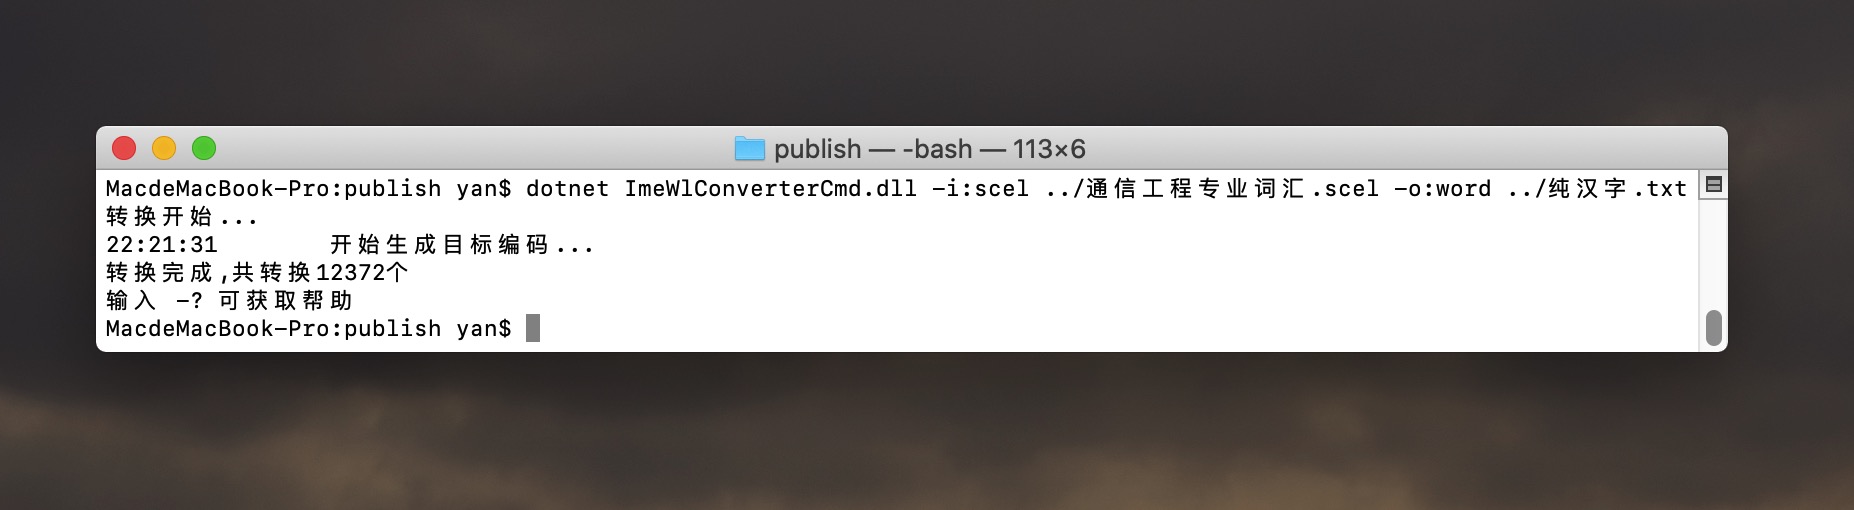 publish — -bash — 113×6
MacdeMacBook-Pro:publish yan$ dotnet ImeWlConverterCmd.dll -i:scel ../通信工程专业词汇.scel -o:word ../纯汉字.txt
转换开始...
22:21:31        开始生成目标编码...
转换完成,共转换12372个
输入 -? 可获取帮助
MacdeMacBook-Pro:publish yan$